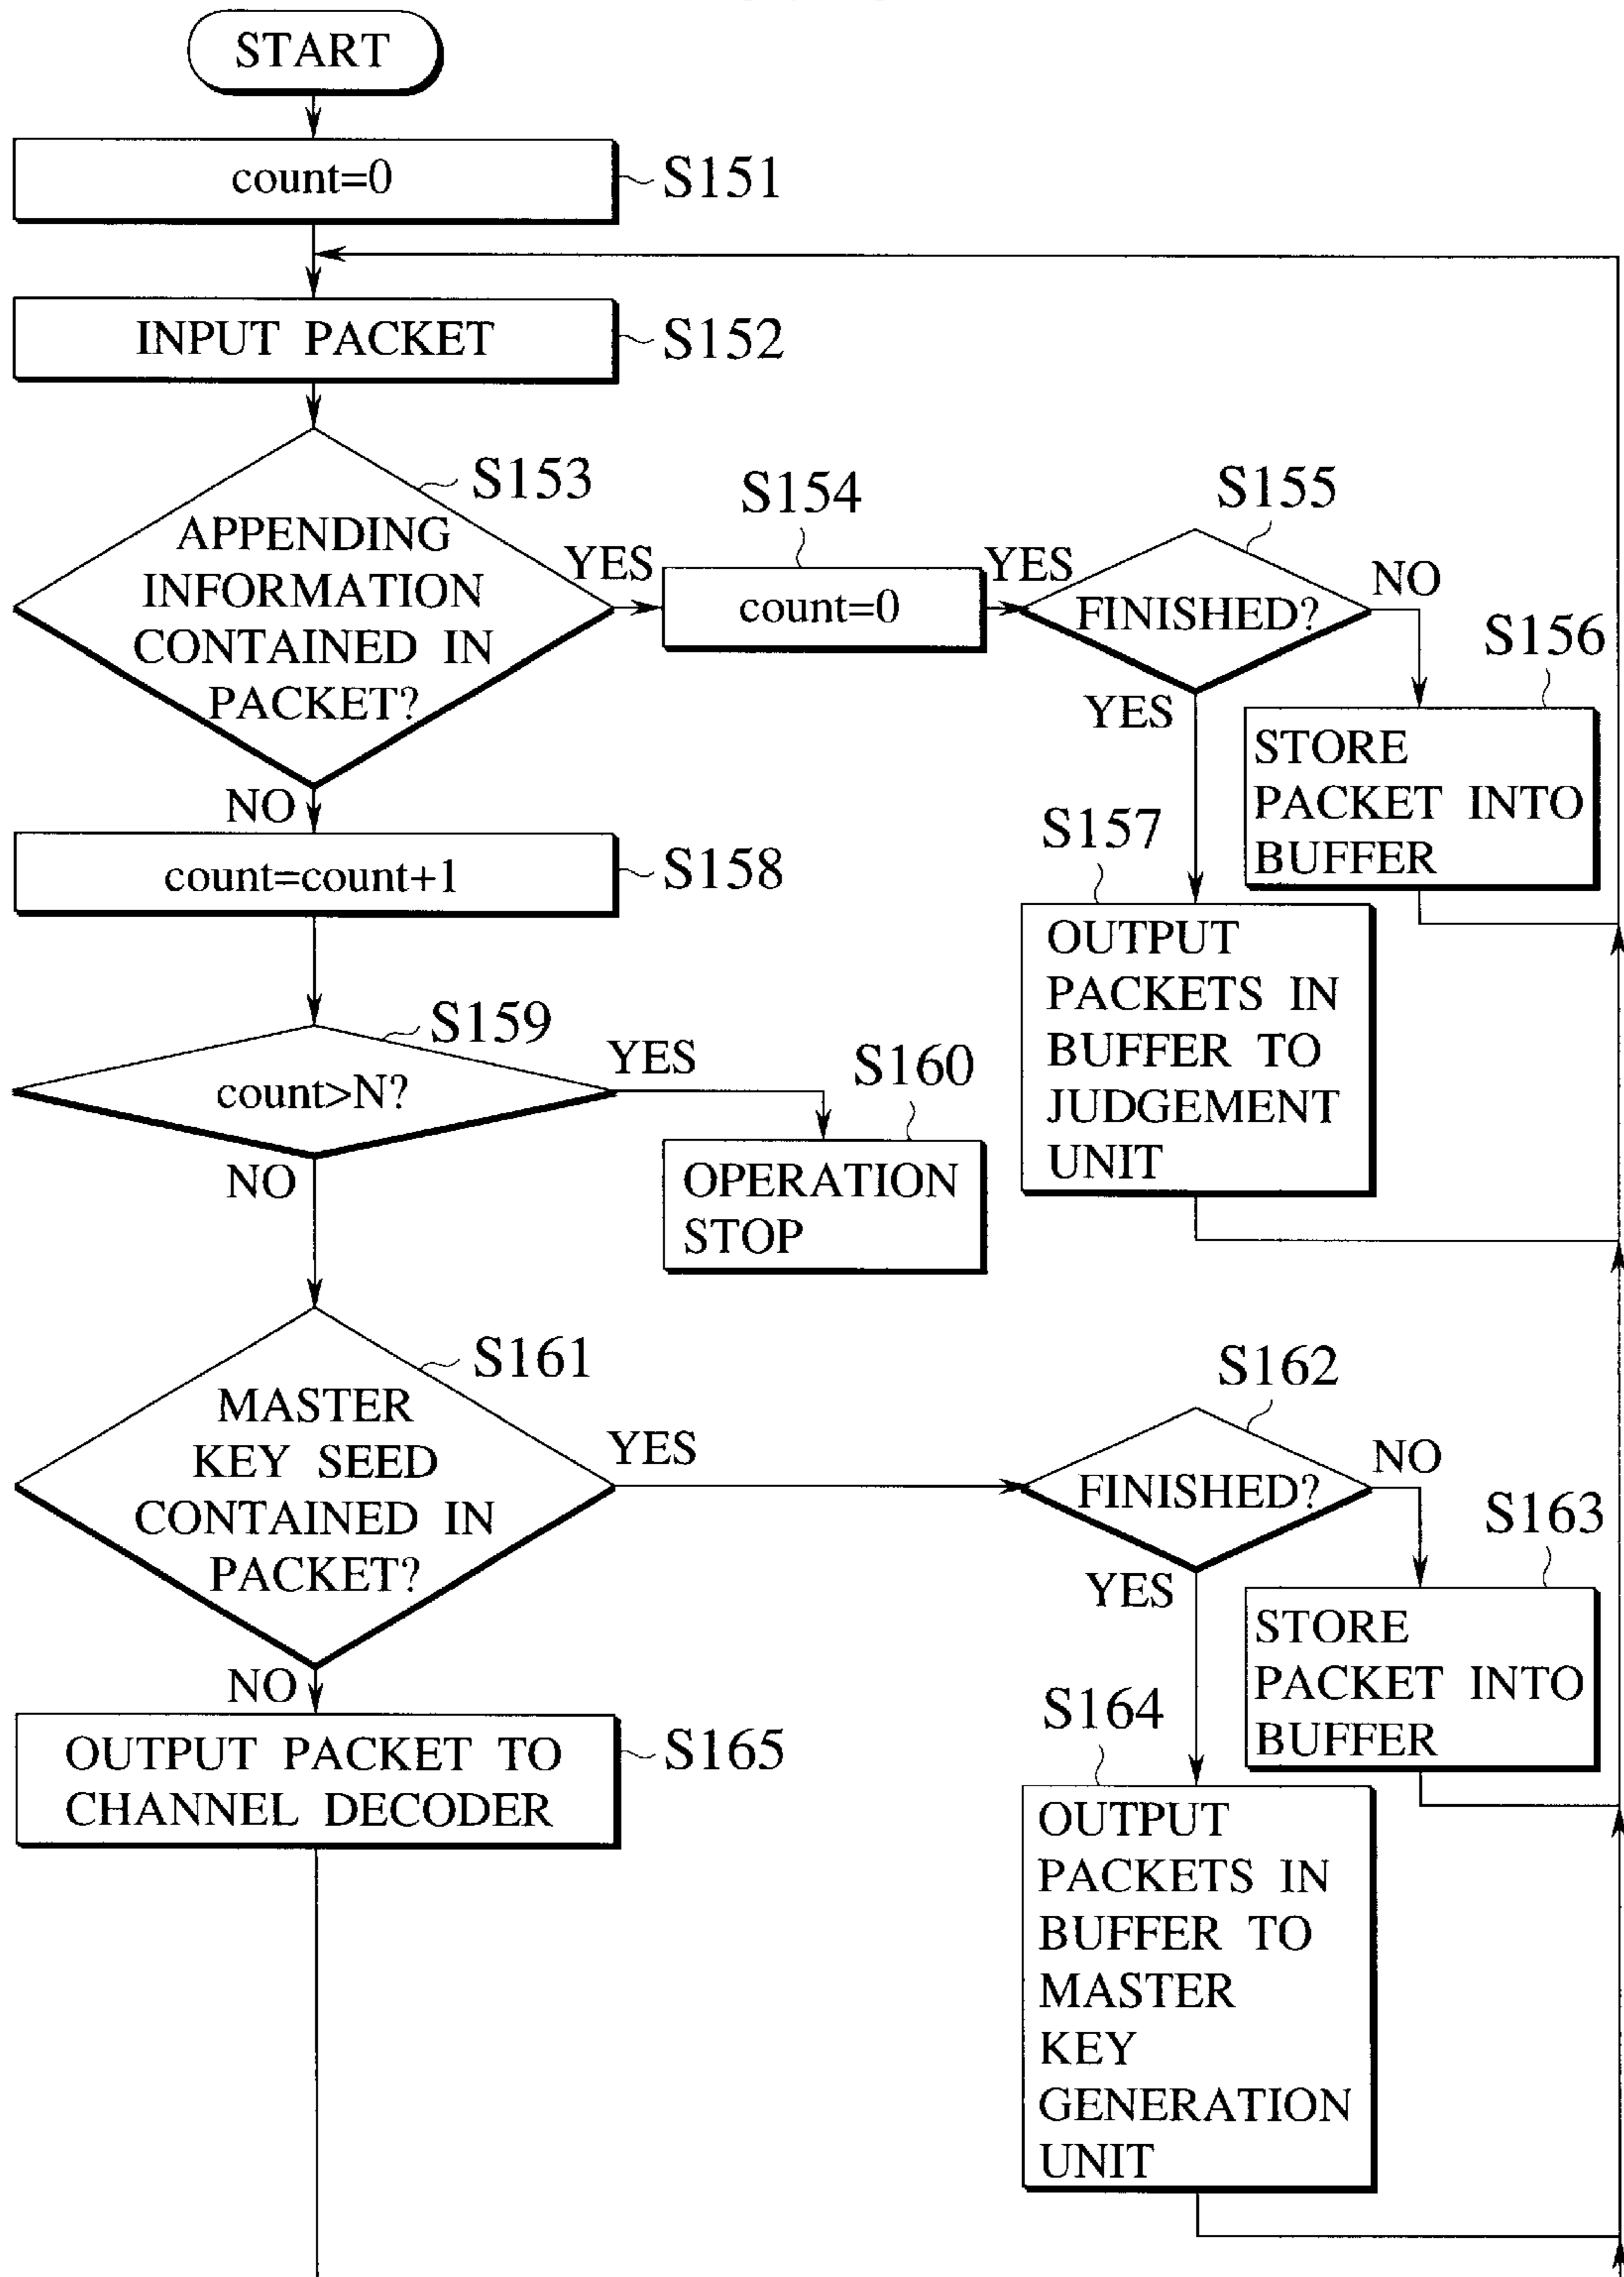 START
count=0
S151
INPUT PACKET
S152
S153
APPENDING
INFORMATION
CONTAINED IN
PACKET?
YES
NO
S154
count=0
YES
S155
FINISHED?
NO
YES
S156
STORE
PACKET INTO
BUFFER
S157
OUTPUT
PACKETS IN
BUFFER TO
JUDGEMENT
UNIT
count=count+1
S158
S159
count>N?
YES
NO
S160
OPERATION
STOP
S161
MASTER
KEY SEED
CONTAINED IN
PACKET?
YES
NO
S162
FINISHED?
NO
YES
S163
STORE
PACKET INTO
BUFFER
S164
OUTPUT
PACKETS IN
BUFFER TO
MASTER
KEY
GENERATION
UNIT
OUTPUT PACKET TO
CHANNEL DECODER
S165